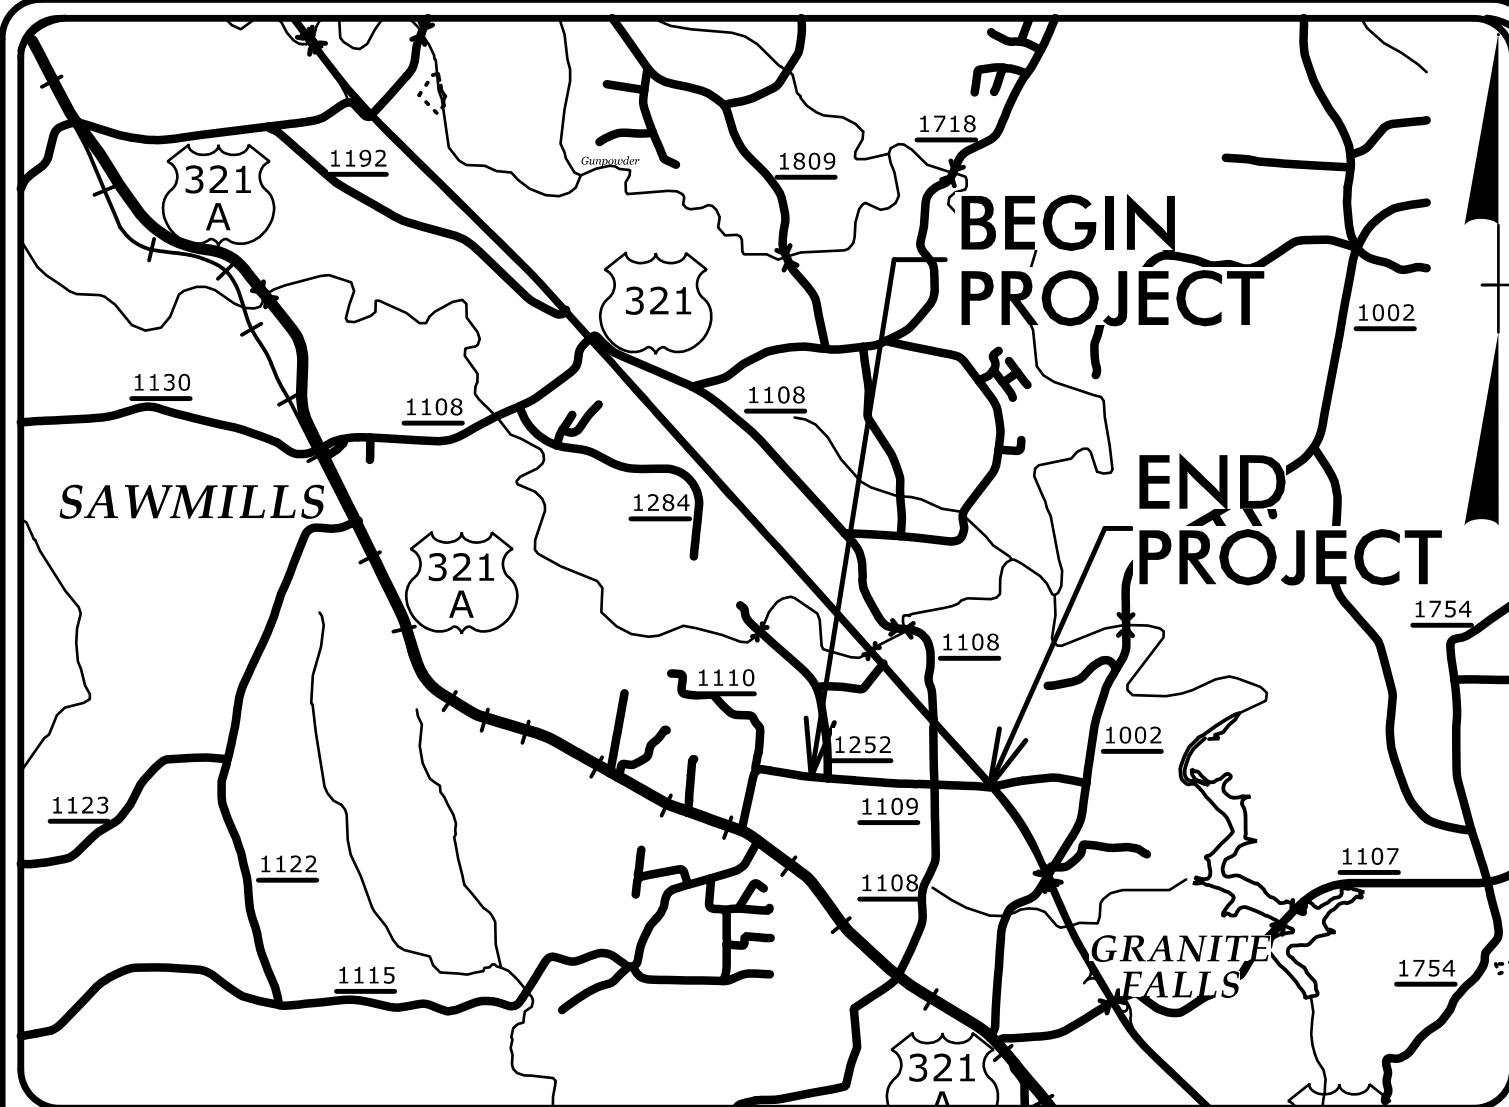 1718
1192
Gunpowder
1809
321
A
BEGIN
PROJECT
321
1002
1130
1108
1108
END
PROJECT
SAWMILLS
1284
321
A
1754
1108
1110
1252
1002
1123
1109
1122
1107
1108
GRANITE
FALLS
1115
1754
321
A